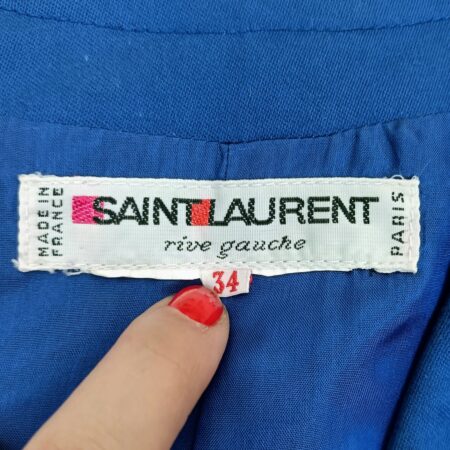 MADE IN
FRANCE
SAINT LAURENT
rive gauche
PARIS
34